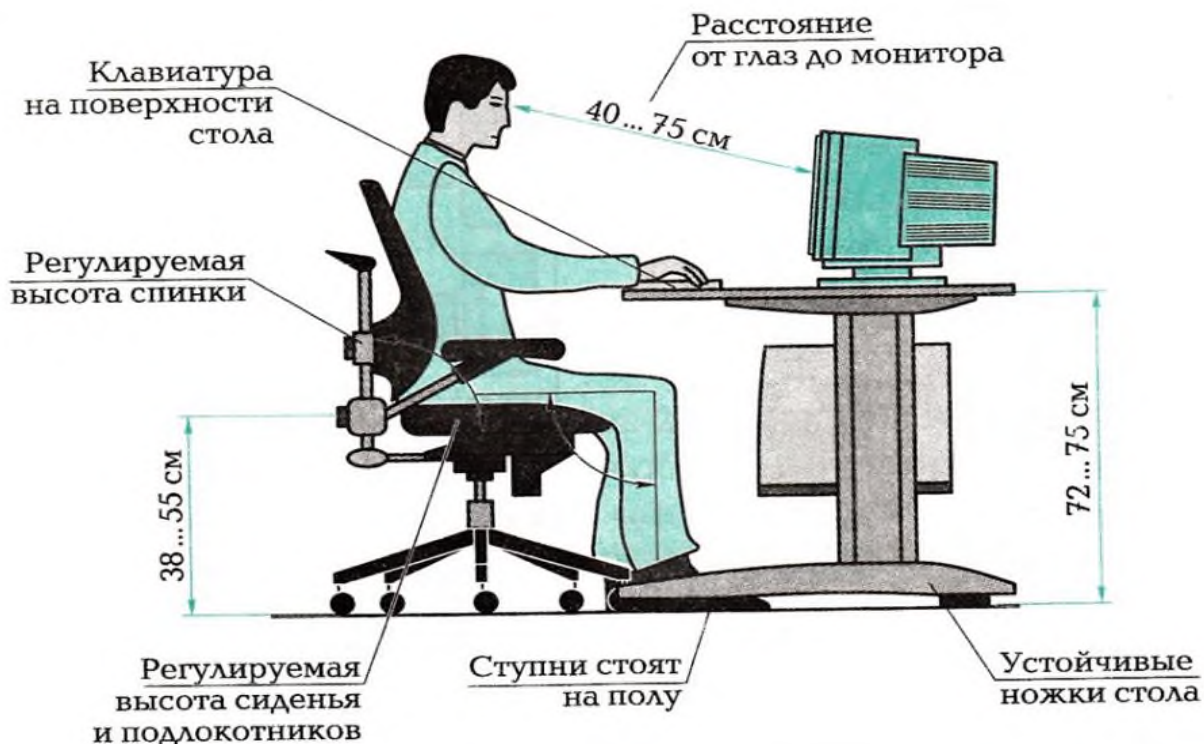 Расстояние
от глаз до монитора
Клавиатура
на поверхности
стола
40 ... 75 см
Регулируемая
высота спинки
38 ... 55 см
72 ... 75 см
Регулируемая
высота сиденья
и подлокотников
Ступни стоят
на полу
Устойчивые
ножки стола